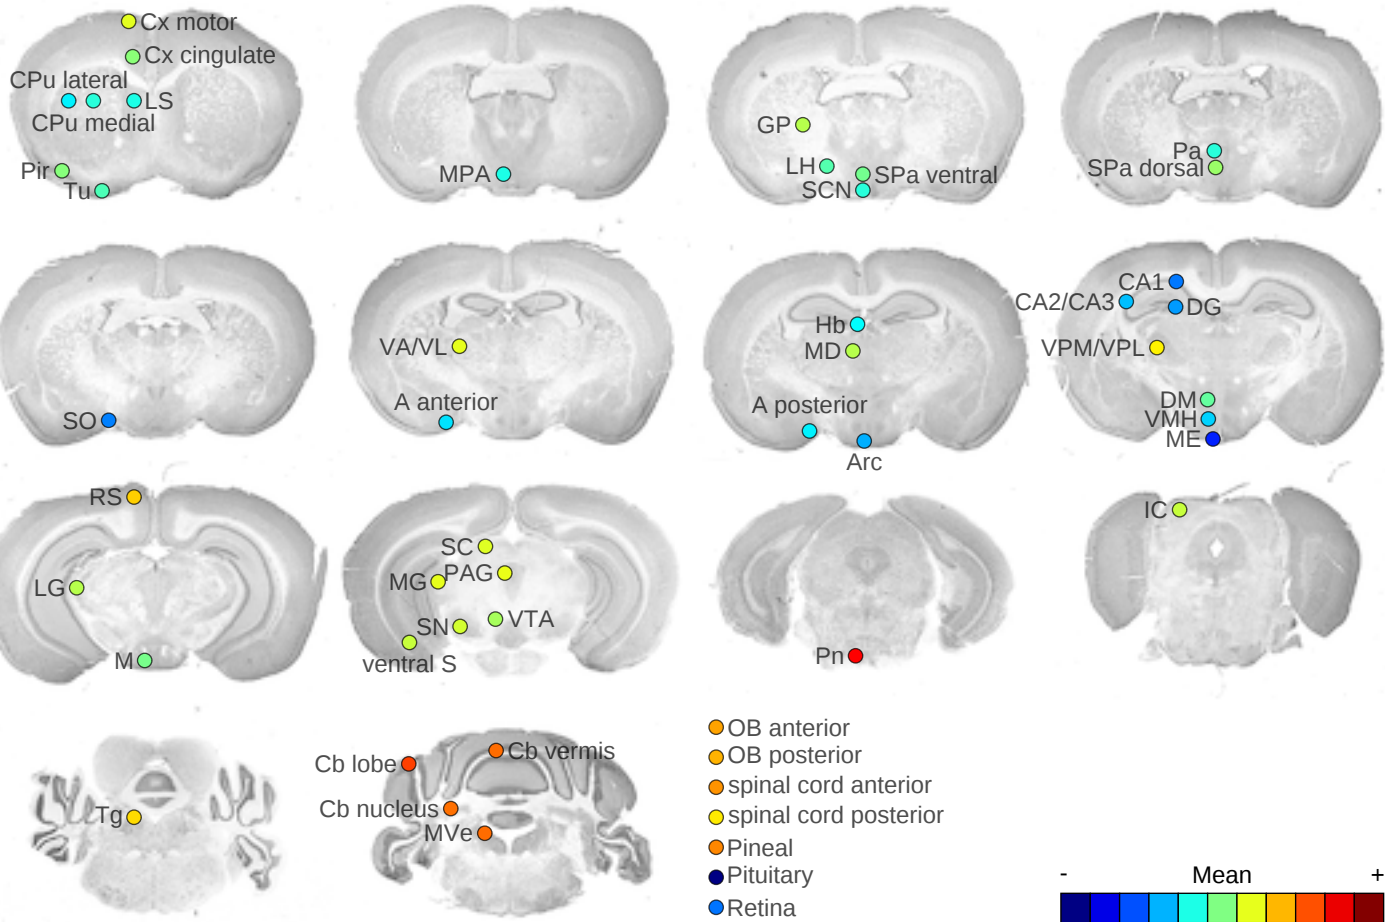 Cx motor
Cx cingulate
CPu lateral
LS
CPu medial
Pir
Tu
MPA
GP
LH
SPa ventral
SCN
Pa
SPa dorsal
SO
VA/VL
A anterior
Hb
MD
A posterior
Arc
CA1
CA2/CA3
DG
VPM/VPL
DM
VMH
ME
RS
LG
M
SC
MG
PAG
SN
VTA
ventral S
Pn
IC
Tg
Cb lobe
Cb vermis
Cb nucleus
MVe
OB anterior
OB posterior
spinal cord anterior
spinal cord posterior
Pineal
Pituitary
Retina
- Mean +